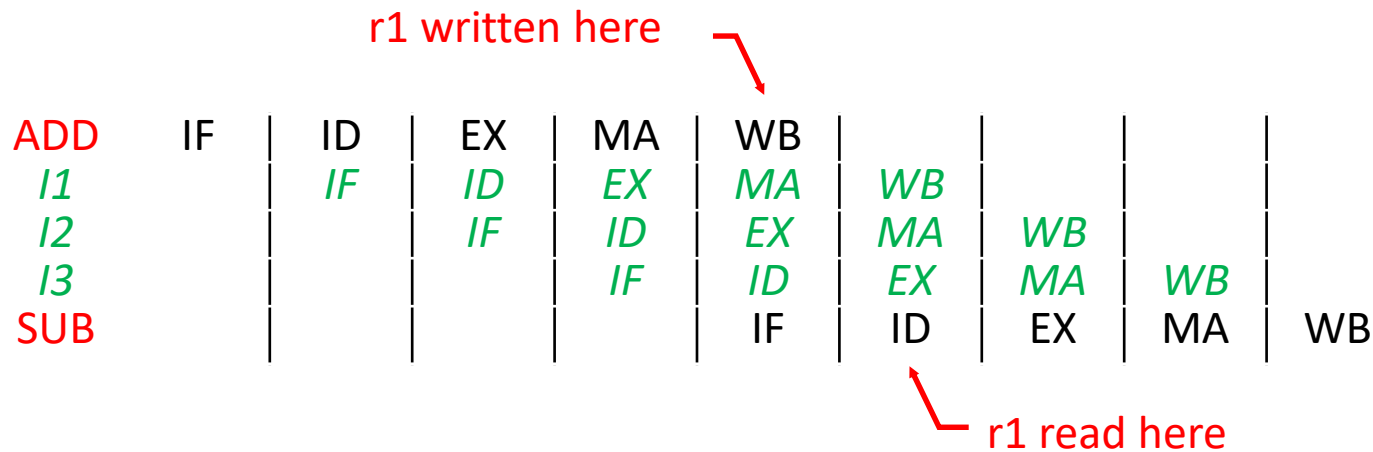 r1 written here
ADD IF ID EX MA WB
I1 IF ID EX MA WB
I2 IF ID EX MA WB
I3 IF ID EX MA WB
SUB IF ID EX MA WB
r1 read here